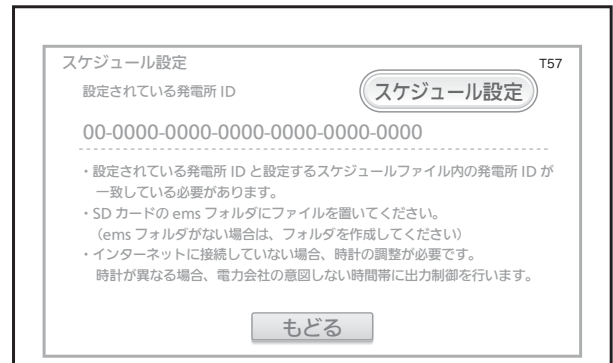 スケジュール設定
T57
設定されている発電所 ID
スケジュール設定
00-0000-0000-0000-0000-0000-0000
・設定されている発電所 ID と設定するスケジュールファイル内の発電所 ID が
一致している必要があります。
・SD カードの ems フォルダにファイルを置いてください。
（ems フォルダがない場合は、フォルダを作成してください）
・インターネットに接続していない場合、時計の調整が必要です。
時計が異なる場合、電力会社の意図しない時間帯に出力制御を行います。
もどる